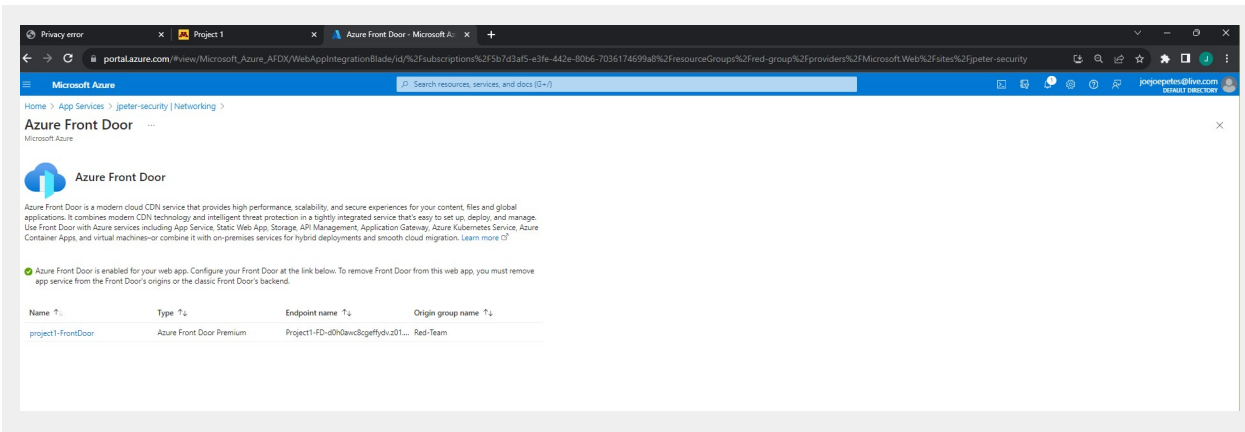 Privacy error
Project 1
Azure Front Door - Microsoft Az
portal.azure.com/#view/Microsoft_Azure_AFDX/WebAppIntegrationBlade/id/%2Fsubscriptions%2F5b7d3af5-e3fe-442e-80b6-7036174699a8%2FresourceGroups%2Fred-group%2Fproviders%2FMicrosoft.Web%2Fsites%2Fjpeter-security
J
Microsoft Azure
Search resources, services, and docs (G+/)
1
joejoepetes@live.com
DEFAULT DIRECTORY
Home > App Services > jpeter-security | Networking >
Azure Front Door ...
Microsoft Azure
Azure Front Door
Azure Front Door is a modern cloud CDN service that provides high performance, scalability, and secure experiences for your content, files and global
applications. It combines modern CDN technology and intelligent threat protection in a tightly integrated service that's easy to set up, deploy, and manage.
Use Front Door with Azure services including App Service, Static Web App, Storage, API Management, Application Gateway, Azure Kubernetes Service, Azure
Container Apps, and virtual machines–or combine it with on-premises services for hybrid deployments and smooth cloud migration. Learn more
Azure Front Door is enabled for your web app. Configure your Front Door at the link below. To remove Front Door from this web app, you must remove
app service from the Front Door's origins or the classic Front Door's backend.
Name Type Endpoint name Origin group name
project1-FrontDoor Azure Front Door Premium Project1-FD-d0h0awc8cgeffydv.z01.... Red-Team